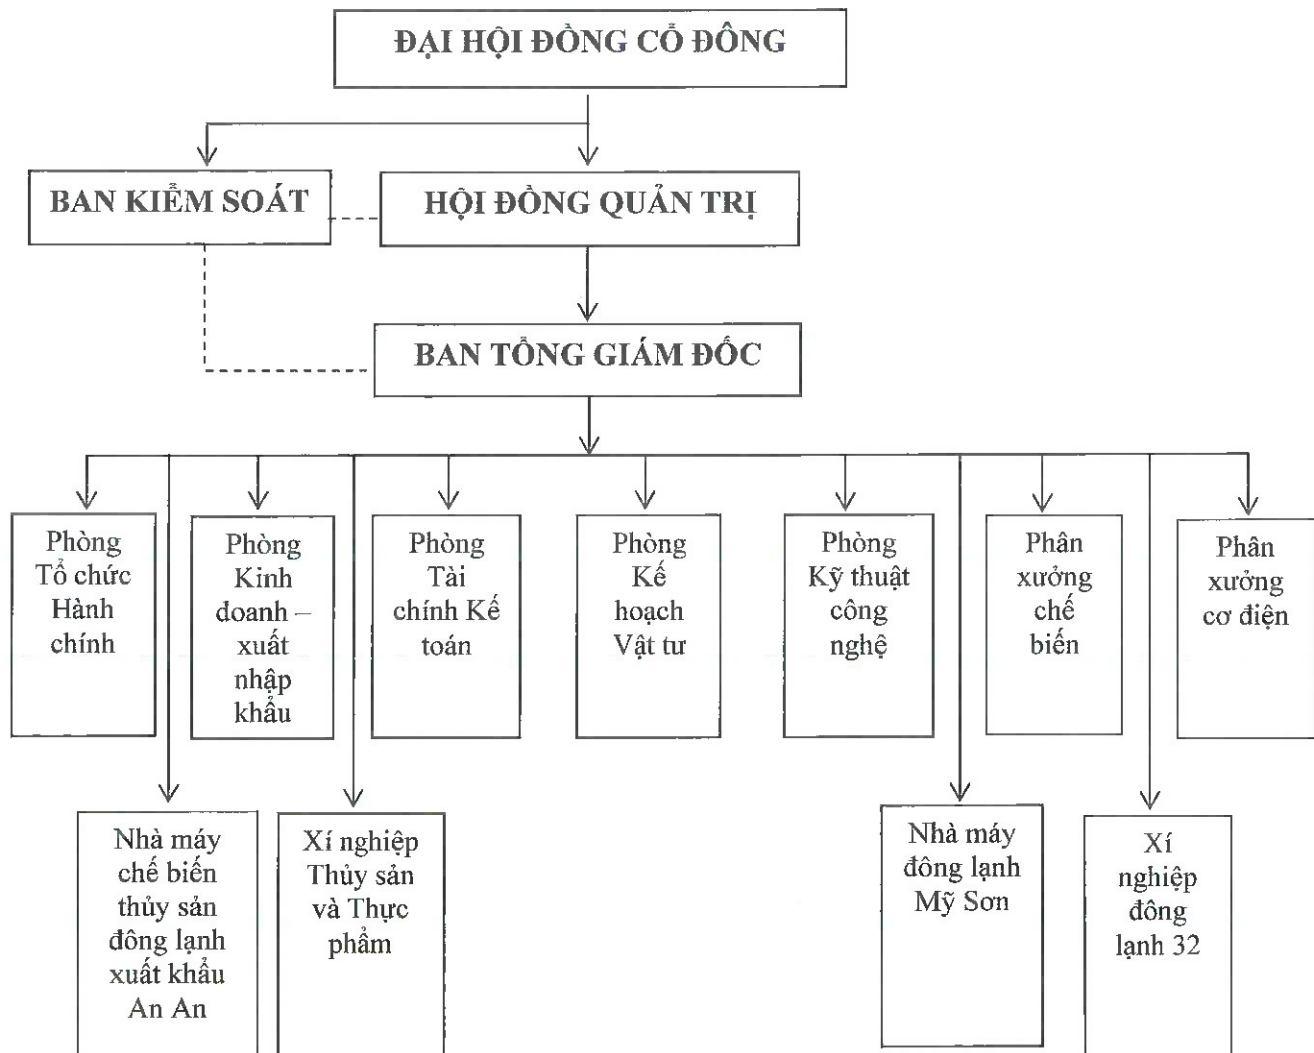 ĐẠI HỘI ĐỒNG CỔ ĐÔNG
BAN KIỂM SOÁT
HỘI ĐỒNG QUẢN TRỊ
BAN TỔNG GIÁM ĐỐC
Phòng
Tổ chức
Hành
chính
Phòng
Kinh
doanh –
xuất
nhập
khẩu
Phòng
Tài
chính Kế
toán
Phòng
Kế
hoạch
Vật tư
Phòng
Kỹ thuật
công
nghệ
Phân
xưởng
chế
biến
Phân
xưởng
cơ điện
Nhà máy
chế biến
thủy sản
đông lạnh
xuất khẩu
An An
Xí nghiệp
Thủy sản
và Thực
phẩm
Nhà máy
đông lạnh
Mỹ Sơn
Xí
nghiệp
đông
lạnh 32